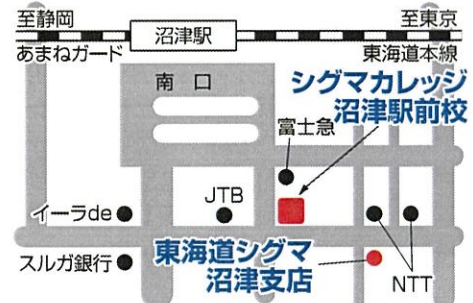 至静岡
至東京
沼津駅
あまねガード
東海道本線
南 口
シグマカレッジ
沼津駅前校
富士急
JTB
イーラde
スルガ銀行
東海道シグマ
沼津支店
NTT